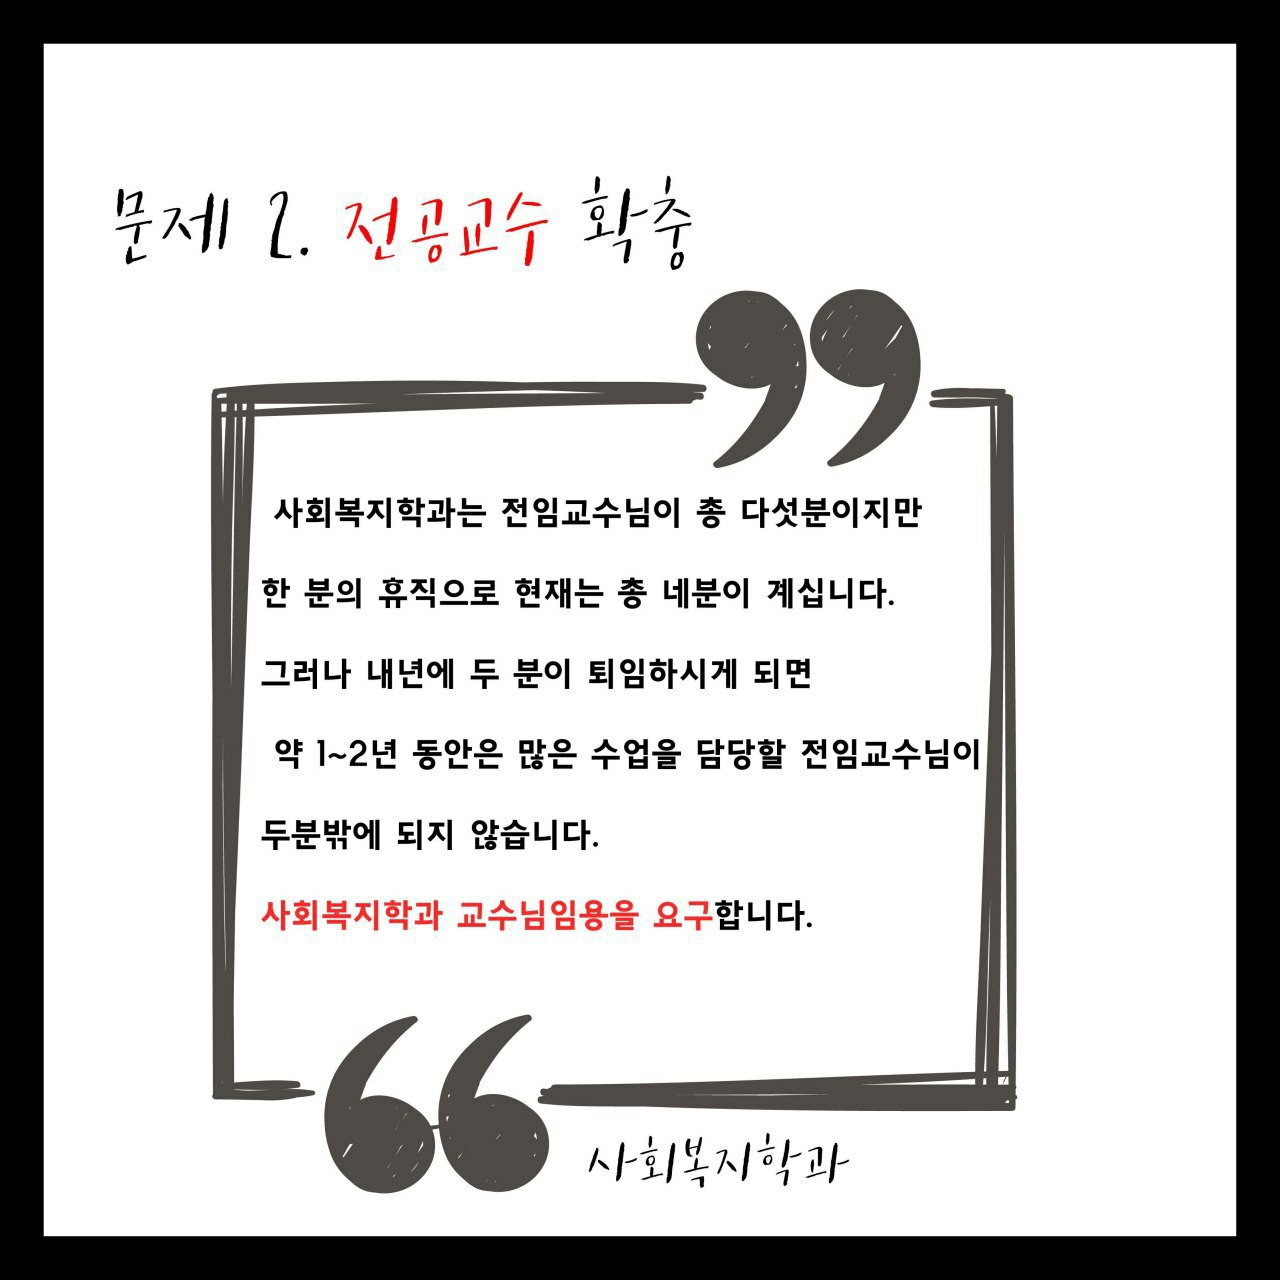 문제 2. 전공교수 확충
사회복지학과는 전임교수님이 총 다섯분이지만
한 분의 휴직으로 현재는 총 네분이 계십니다.
그러나 내년에 두 분이 퇴임하시게 되면
약 1~2년 동안은 많은 수업을 담당할 전임교수님이
두분밖에 되지 않습니다.
사회복지학과 교수님임용을 요구합니다.
사회복지학과